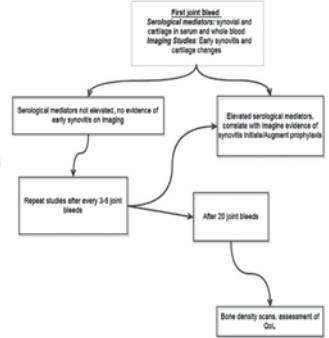 First joint bleed
Serological mediators: synovial and
cartilage in serum and whole blood
Imaging Studies: Early synovitis and
cartilage changes
Serological mediators not elevated, no evidence of
early synovitis on Imaging
Elevated serological mediators,
correlate with imagine evidence of
synovitis Initiate/Augment prophylaxis
Repeat studies after every 3-5 joint
bleeds
After 20 joint bleeds
Bone density scans, assessment of
QoL